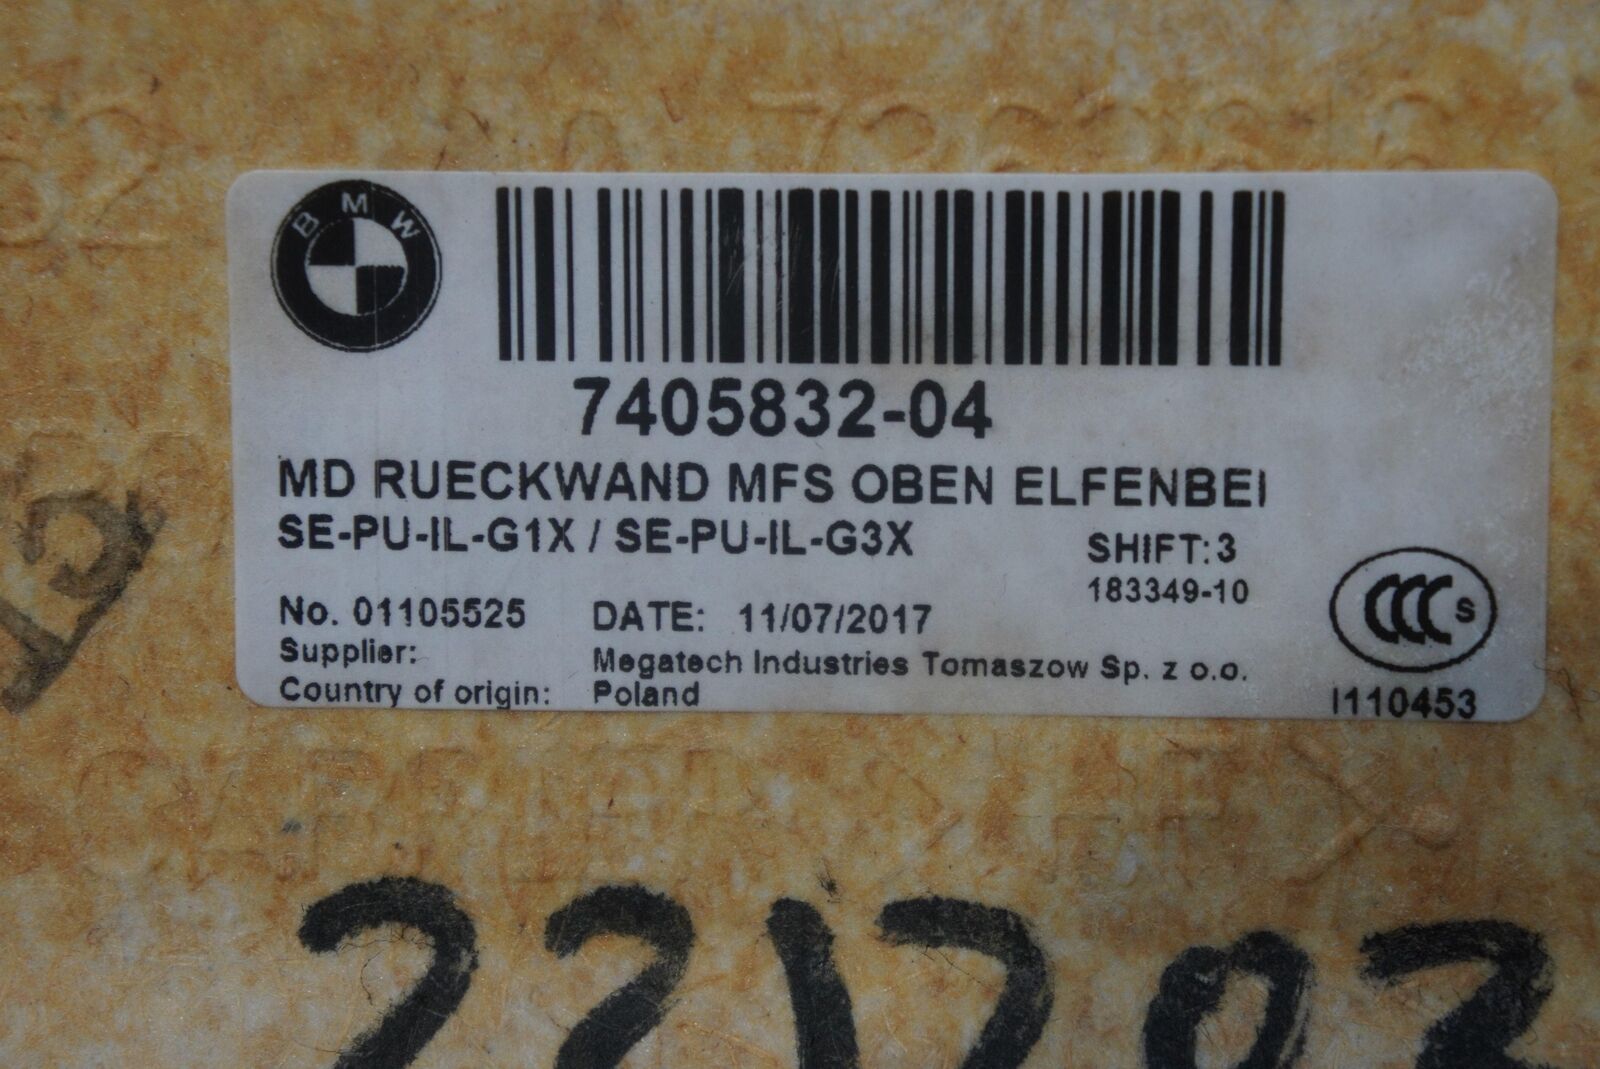 BMW
7405832-04
MD RUECKWAND MFS OBEN ELFENBEI
SE-PU-IL-G1X / SE-PU-IL-G3X
SHIFT:3
183349-10
No. 01105525 DATE: 11/07/2017
Supplier: Megatech Industries Tomaszow Sp. z o.o.
Country of origin: Poland
CCC S
I110453